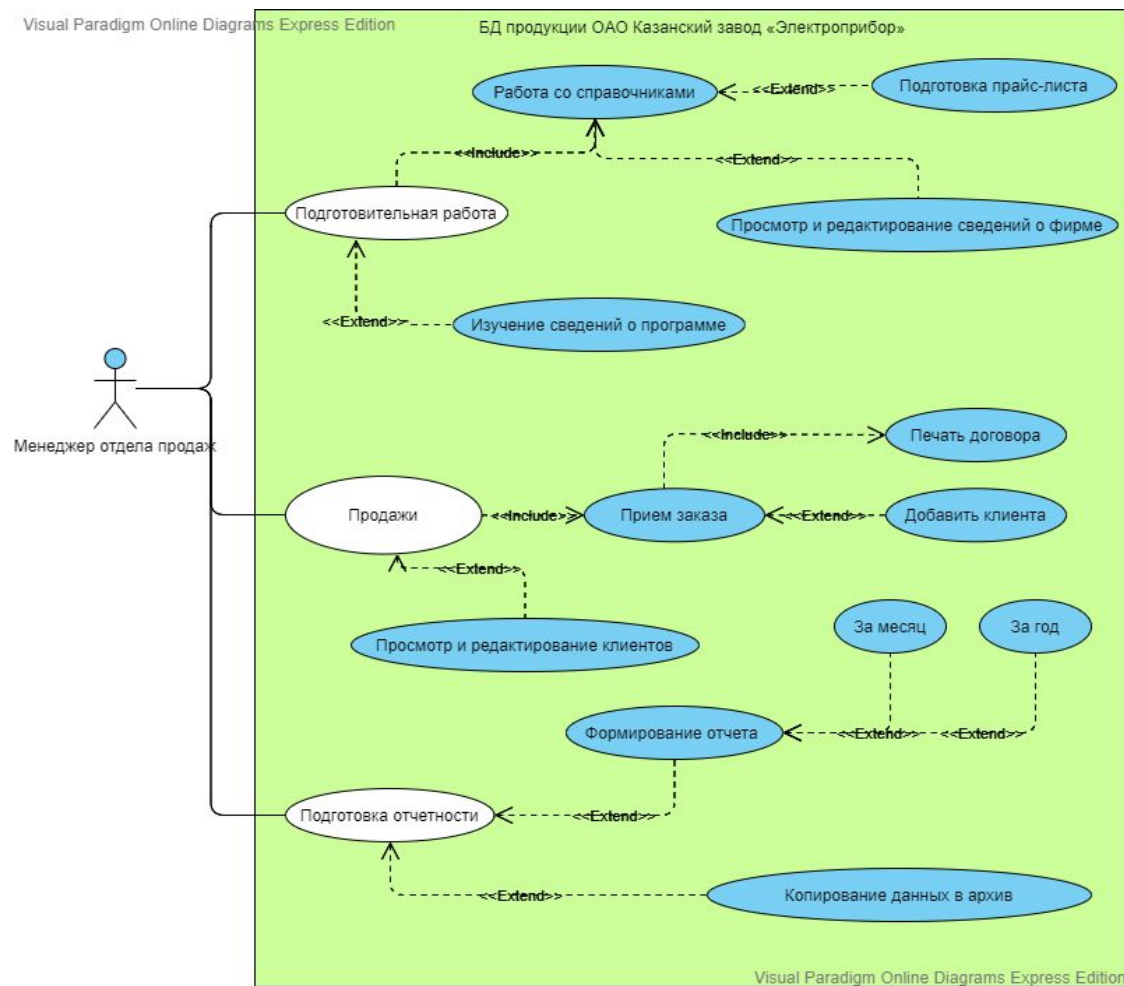 Visual Paradigm Online Diagrams Express Edition
БД продукции ОАО Казанский завод «Электроприбор»
Работа со справочниками
<<Extend>>
Подготовка прайс-листа
<<Include>>
<<Extend>>
Подготовительная работа
Просмотр и редактирование сведений о фирме
<<Extend>>
Изучение сведений о программе
Менеджер отдела продаж
<<Include>>
Печать договора
Продажи
<<Include>>
Прием заказа
<<Extend>>
Добавить клиента
<<Extend>>
Просмотр и редактирование клиентов
За месяц
За год
Формирование отчета
<<Extend>>
<<Extend>>
Подготовка отчетности
<<Extend>>
<<Extend>>
Копирование данных в архив
Visual Paradigm Online Diagrams Express Edition